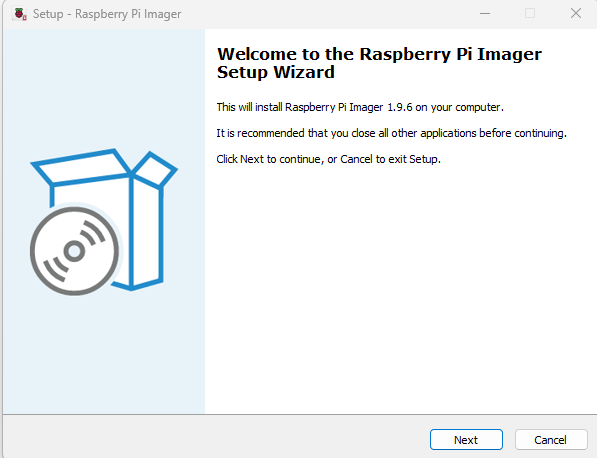 Setup - Raspberry Pi Imager
Welcome to the Raspberry Pi Imager
Setup Wizard
This will install Raspberry Pi Imager 1.9.6 on your computer.
It is recommended that you close all other applications before continuing.
Click Next to continue, or Cancel to exit Setup.
Next
Cancel